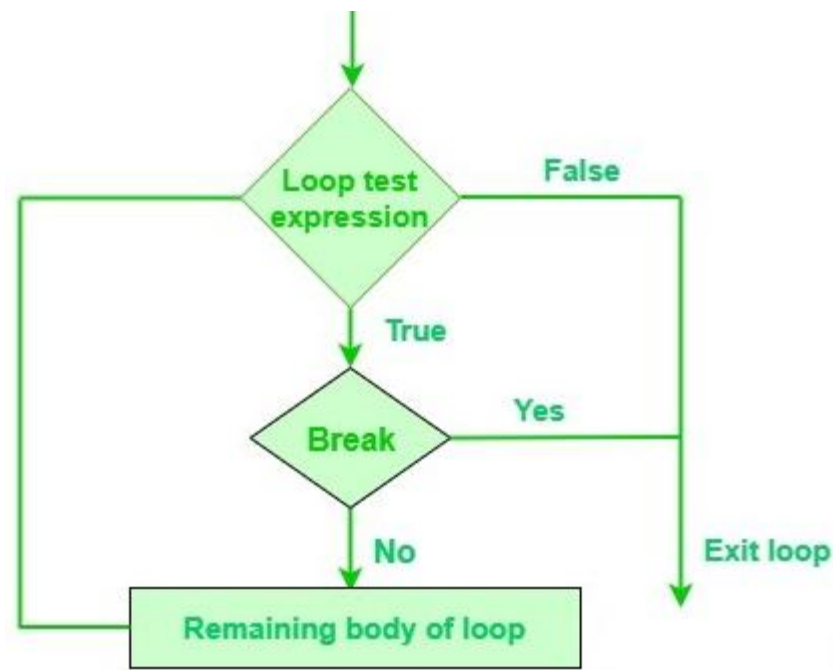 Loop test
expression
False
True
Break
Yes
No
Exit loop
Remaining body of loop